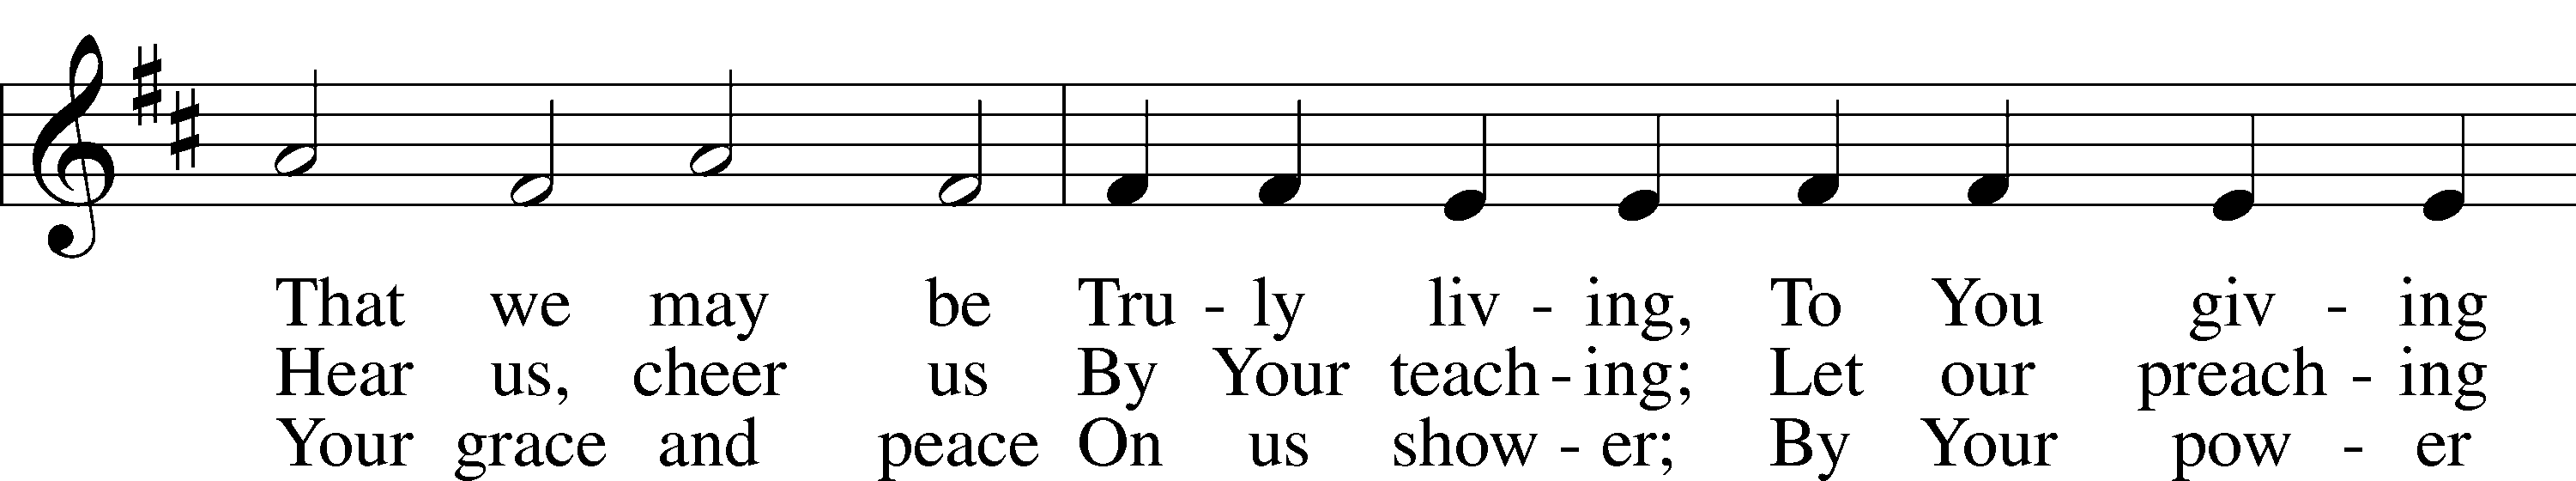 That we may be Tru - ly liv - ing, To You giv - ing
Hear us, cheer us By Your teach - ing; Let our preach - ing
Your grace and peace On us show - er; By Your pow - er